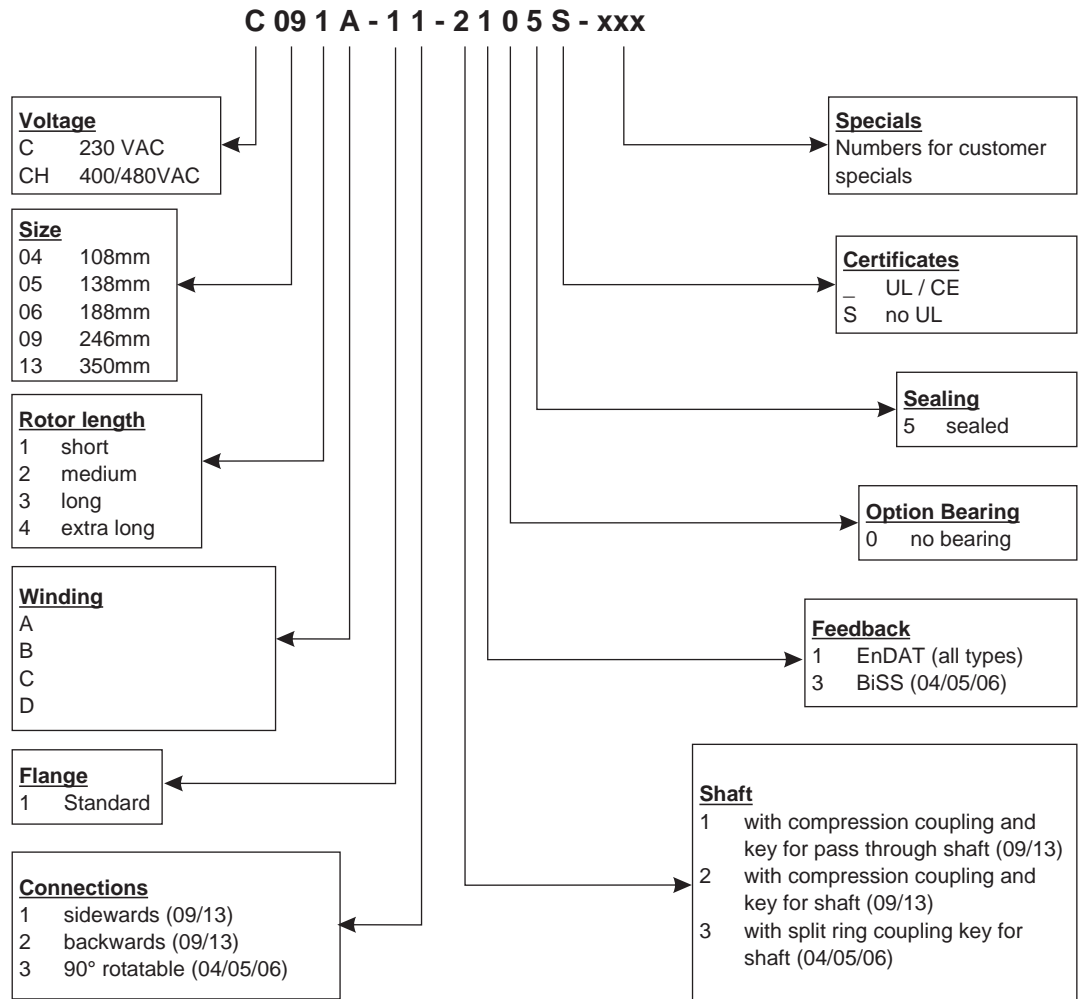 C 09 1 A - 1 1 - 2 1 0 5 S - xxx
Voltage
C 230 VAC
CH 400/480VAC
Size
04 108mm
05 138mm
06 188mm
09 246mm
13 350mm
Rotor length
1 short
2 medium
3 long
4 extra long
Winding
A
B
C
D
Flange
1 Standard
Connections
1 sidewards (09/13)
2 backwards (09/13)
3 90° rotatable (04/05/06)
Specials
Numbers for customer
specials
Certificates
_ UL / CE
S no UL
Sealing
5 sealed
Option Bearing
0 no bearing
Feedback
1 EnDAT (all types)
3 BiSS (04/05/06)
Shaft
1 with compression coupling and
key for pass through shaft (09/13)
2 with compression coupling and
key for shaft (09/13)
3 with split ring coupling key for
shaft (04/05/06)